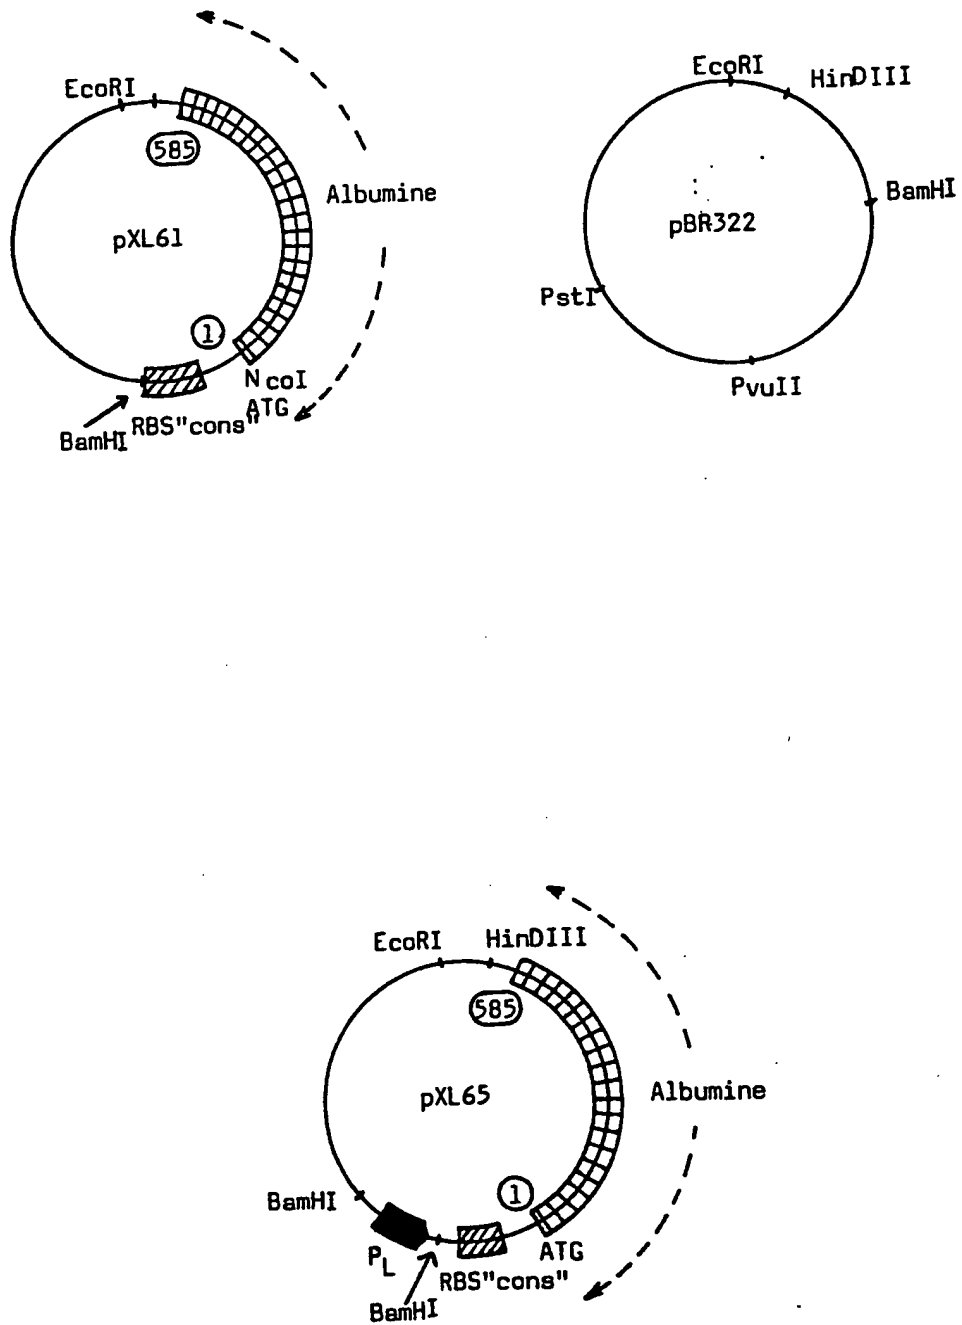 EcoRI
585
Albumine
pXL61
1
NcoI
ATG
RBS"cons"
BamHI
EcoRI
HinDIII
BamHI
pBR322
PstI
PvuII
EcoRI
HinDIII
585
pXL65
Albumine
BamHI
1
PL
ATG
RBS"cons"
BamHI